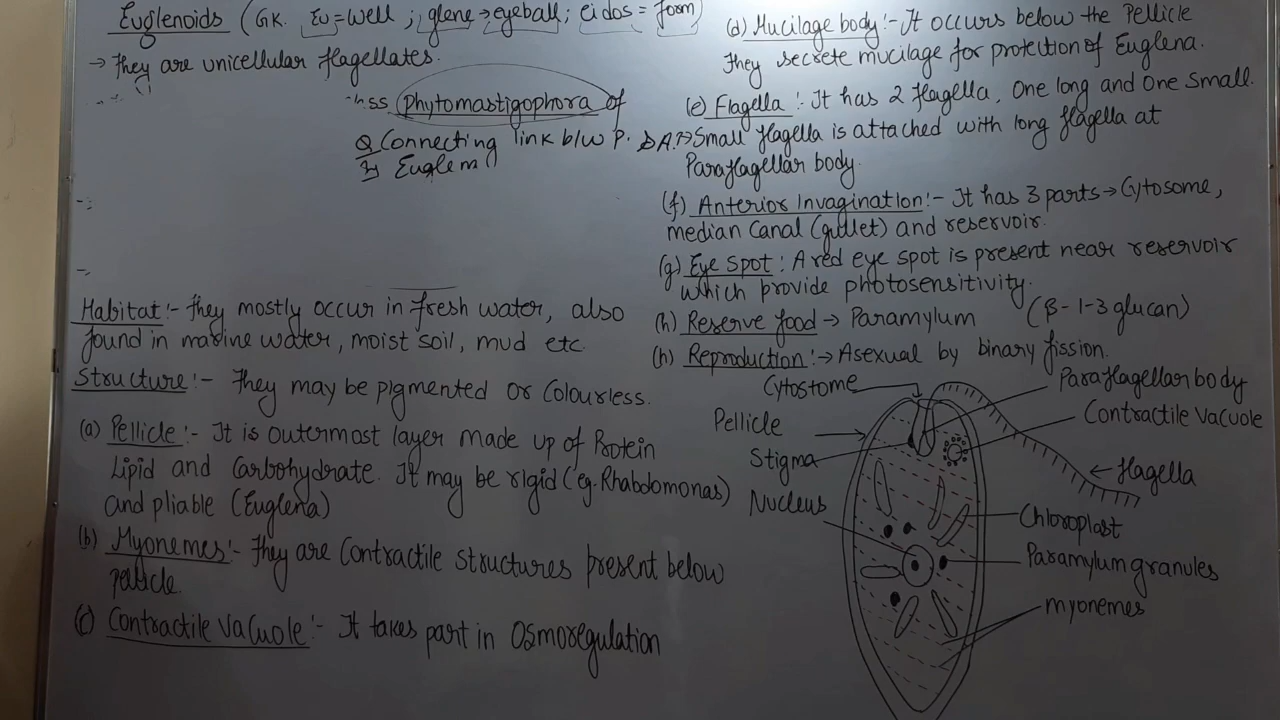 Euglenoids (GK. Eu=well ; glene→eyeball; eidos = form)
→ They are unicellular flagellates.
ss phytomastigophora of
Q Connecting link b/w P. & A.?→
Euglen
Habitat:- They mostly occur in fresh water, also
found in marine water, moist soil, mud etc
Structure:- They may be pigmented or Colourless.
(a) Pellicle:- It is outermost layer made up of Protein
Lipid and Carbohydrate. It may be rigid (eg. Rhabdomonas)
and pliable (Euglena)
(b) Myonemes:- They are Contractile structures present below
pellicle.
(c) Contractile Vacuole:- It takes part in Osmoregulation
(d) Mucilage body:- It occurs below the Pellicle
They secrete mucilage for protection of Euglena.
(e) Flagella :- It has 2 flagella, One long and One Small.
Small flagella is attached with long flagella at
Paraflagellar body.
(f) Anterior Invagination:- It has 3 parts → Cytosome,
median Canal (gullet) and reservoir.
(g) Eye Spot : A red eye spot is present near reservoir
which provide photosensitivity.
(h) Reserve food → Paramylum (β-1-3 glucan)
(h) Reproduction:→ Asexual by binary fission.
Cytostome
Paraflagellar body
Pellicle
Contractile Vacuole
Stigma
Flagella
Nucleus
Chloroplast
Paramylum granules
myonemes